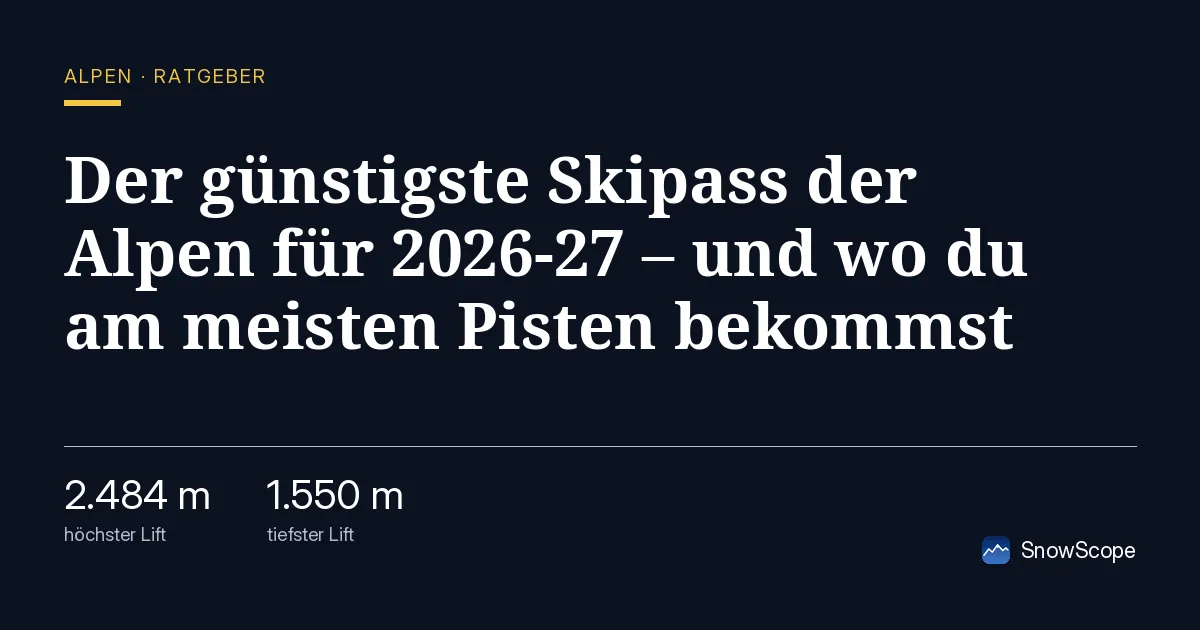 ALPEN · RATGEBER
Der günstigste Skipass der
Alpen für 2026-27 – und wo du
am meisten Pisten bekommst
2.484 m
höchster Lift
1.550 m
tiefster Lift
SnowScope